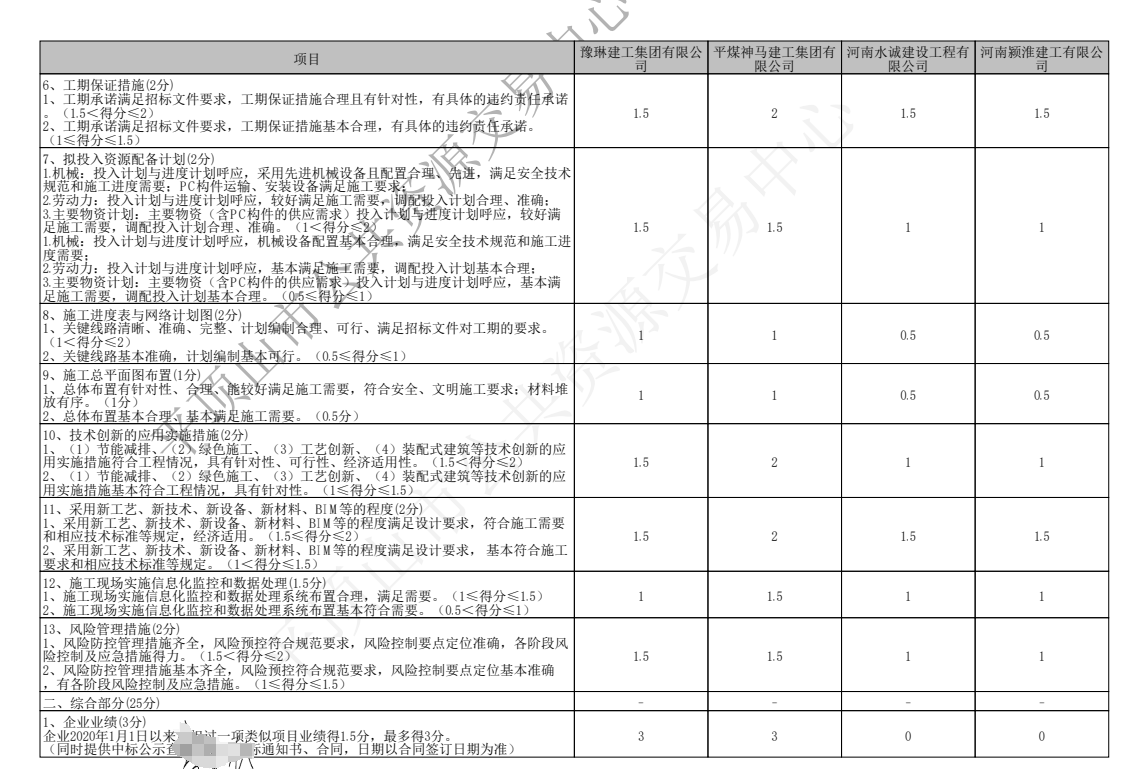 项目
豫琳建工集团有限公
司
平煤神马建工集团有
限公司
河南水诚建设工程有
限公司
河南颍淮建工有限公
司
6、工期保证措施(2分)
1、工期承诺满足招标文件要求，工期保证措施合理且有针对性，有具体的违约责任承诺
。（1.5＜得分≤2）
2、工期承诺满足招标文件要求，工期保证措施基本合理，有具体的违约责任承诺。
（1≤得分≤1.5）
1.5
2
1.5
1.5
7、拟投入资源配备计划(2分)
1.机械：投入计划与进度计划呼应，采用先进机械设备且配置合理、先进，满足安全技术
规范和施工进度需要；PC构件运输、安装设备满足施工要求；
2.劳动力：投入计划与进度计划呼应，较好满足施工需要，调配投入计划合理、准确；
3.主要物资计划：主要物资（含PC构件的供应需求）投入计划与进度计划呼应，较好满
足施工需要，调配投入计划合理、准确。（1＜得分≤2）
1.机械：投入计划与进度计划呼应，机械设备配置基本合理，满足安全技术规范和施工进
度需要；
2.劳动力：投入计划与进度计划呼应，基本满足施工需要，调配投入计划基本合理；
3.主要物资计划：主要物资（含PC构件的供应需求）投入计划与进度计划呼应，基本满
足施工需要，调配投入计划基本合理。（0.5≤得分≤1）
1.5
1.5
1
1
8、施工进度表与网络计划图(2分)
1、关键线路清晰、准确、完整、计划编制合理、可行、满足招标文件对工期的要求。
（1＜得分≤2）
2、关键线路基本准确，计划编制基本可行。（0.5≤得分≤1）
1
1
0.5
0.5
9、施工总平面图布置(1分)
1、总体布置有针对性、合理、能较好满足施工需要，符合安全、文明施工要求；材料堆
放有序。（1分）
2、总体布置基本合理、基本满足施工需要。（0.5分）
1
1
0.5
0.5
10、技术创新的应用实施措施(2分)
1、（1）节能减排、（2）绿色施工、（3）工艺创新、（4）装配式建筑等技术创新的应
用实施措施符合工程情况，具有针对性、可行性、经济适用性。（1.5＜得分≤2）
2、（1）节能减排、（2）绿色施工、（3）工艺创新、（4）装配式建筑等技术创新的应
用实施措施基本符合工程情况，具有针对性。（1≤得分≤1.5）
1.5
2
1
1
11、采用新工艺、新技术、新设备、新材料、BIM等的程度(2分)
1、采用新工艺、新技术、新设备、新材料、BIM等的程度满足设计要求，符合施工需要
和相应技术标准等规定，经济适用。（1.5≤得分≤2）
2、采用新工艺、新技术、新设备、新材料、BIM等的程度满足设计要求，基本符合施工
要求和相应技术标准等规定。（1＜得分≤1.5）
1.5
2
1.5
1.5
12、施工现场实施信息化监控和数据处理(1.5分)
1、施工现场实施信息化监控和数据处理系统布置合理，满足需要。（1≤得分≤1.5）
2、施工现场实施信息化监控和数据处理系统布置基本符合需要。（0.5＜得分≤1）
1
1.5
1
1
13、风险管理措施(2分)
1、风险防控管理措施齐全，风险预控符合规范要求，风险控制要点定位准确，各阶段风
险控制及应急措施得力。（1.5＜得分≤2）
2、风险防控管理措施基本齐全，风险预控符合规范要求，风险控制要点定位基本准确
，有各阶段风险控制及应急措施。（1≤得分≤1.5）
1.5
1.5
1
1
二、综合部分(25分)
-
-
-
-
1、企业业绩(3分)
企业2020年1月1日以来 过一项类似项目业绩得1.5分，最多得3分。
（同时提供中标公示查 标通知书、合同，日期以合同签订日期为准）
3
3
0
0
平顶山市公共资源交易中心
平顶山市公共资源交易中心